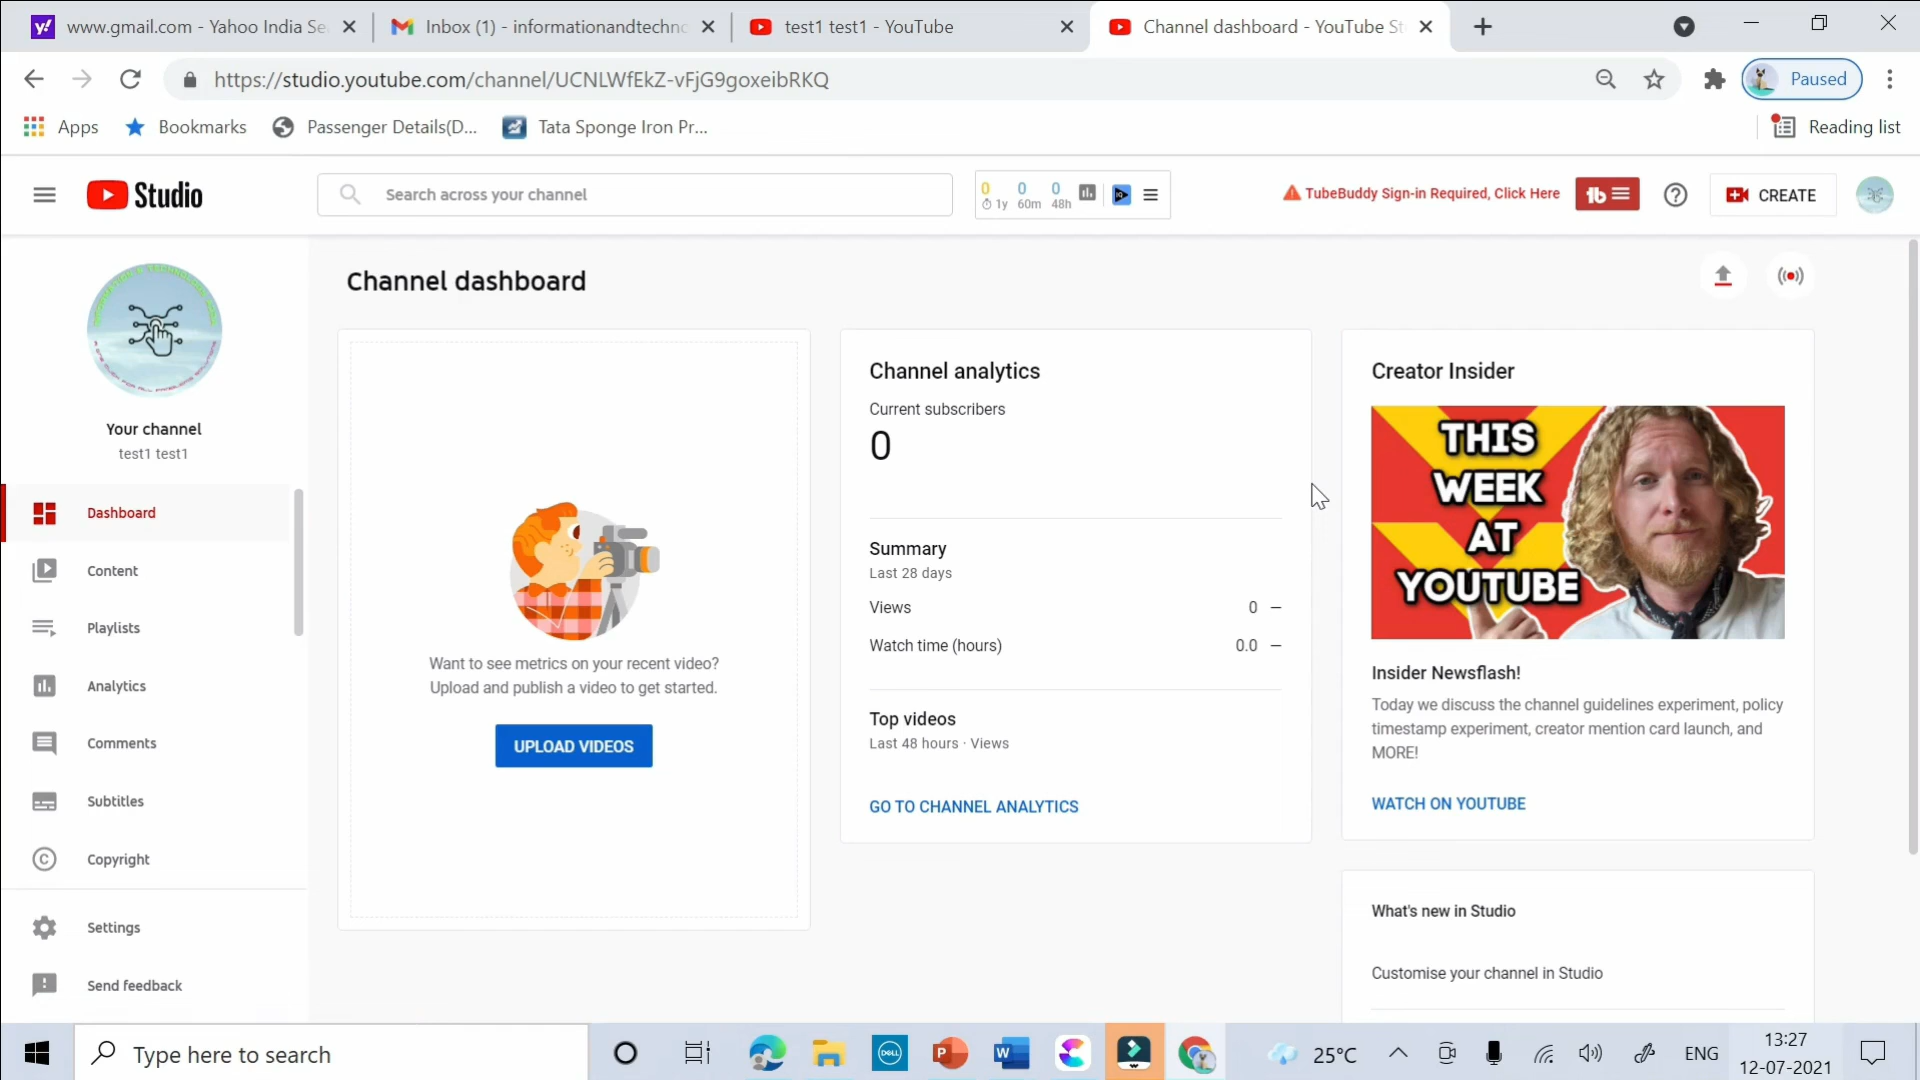 www.gmail.com - Yahoo India Se
Inbox (1) - informationandtechno
test1 test1 - YouTube
Channel dashboard - YouTube St
https://studio.youtube.com/channel/UCNLWfEkZ-vFjG9goxeibRKQ
Paused
Apps
Bookmarks
Passenger Details(D...
Tata Sponge Iron Pr...
Reading list
Studio
Search across your channel
0 0 0
1y 60m 48h
TubeBuddy Sign-in Required, Click Here
CREATE
Channel dashboard
Your channel
test1 test1
Dashboard
Content
Playlists
Analytics
Comments
Subtitles
Copyright
Settings
Send feedback
Want to see metrics on your recent video?
Upload and publish a video to get started.
UPLOAD VIDEOS
Channel analytics
Current subscribers
0
Summary
Last 28 days
Views 0 —
Watch time (hours) 0.0 —
Top videos
Last 48 hours · Views
GO TO CHANNEL ANALYTICS
Creator Insider
THIS
WEEK
AT
YOUTUBE
Insider Newsflash!
Today we discuss the channel guidelines experiment, policy
timestamp experiment, creator mention card launch, and
MORE!
WATCH ON YOUTUBE
What's new in Studio
Customise your channel in Studio
Type here to search
DELL
25°C
ENG
13:27
12-07-2021